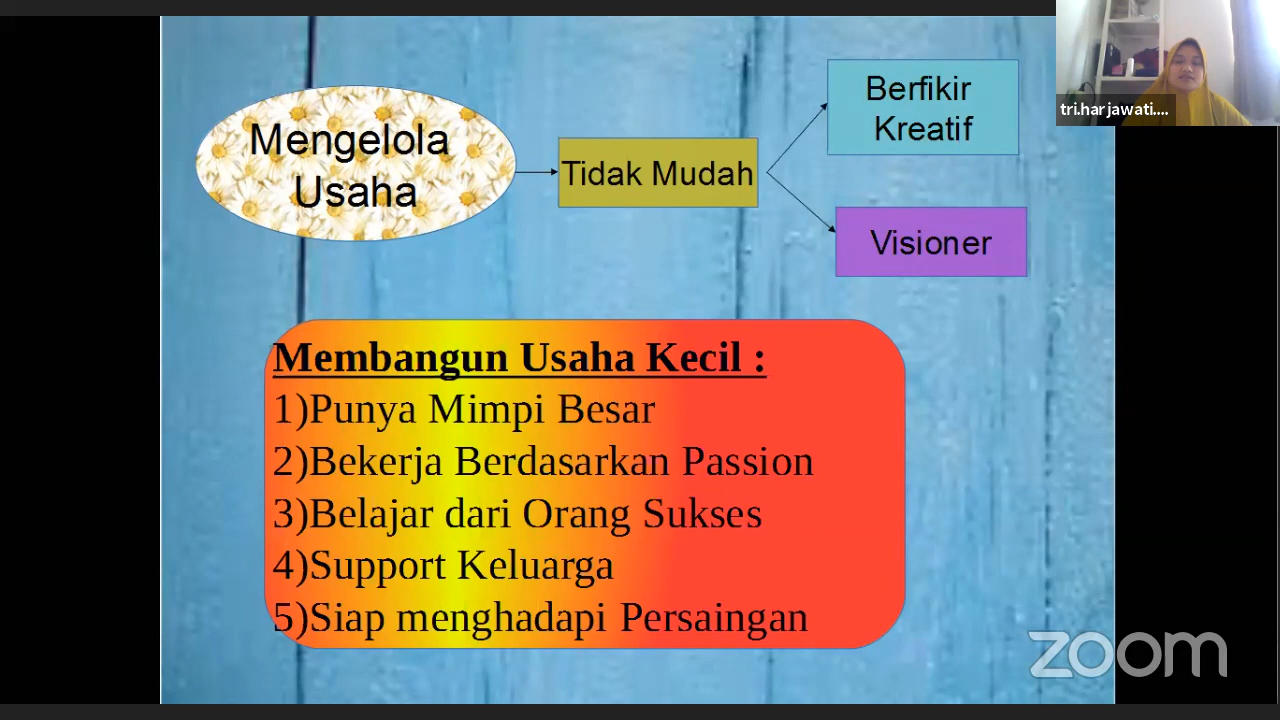 Mengelola
Usaha
Tidak Mudah
Berfikir
Kreatif
Visioner
Membangun Usaha Kecil :
1)Punya Mimpi Besar
2)Bekerja Berdasarkan Passion
3)Belajar dari Orang Sukses
4)Support Keluarga
5)Siap menghadapi Persaingan
tri.harjawati....
zoom